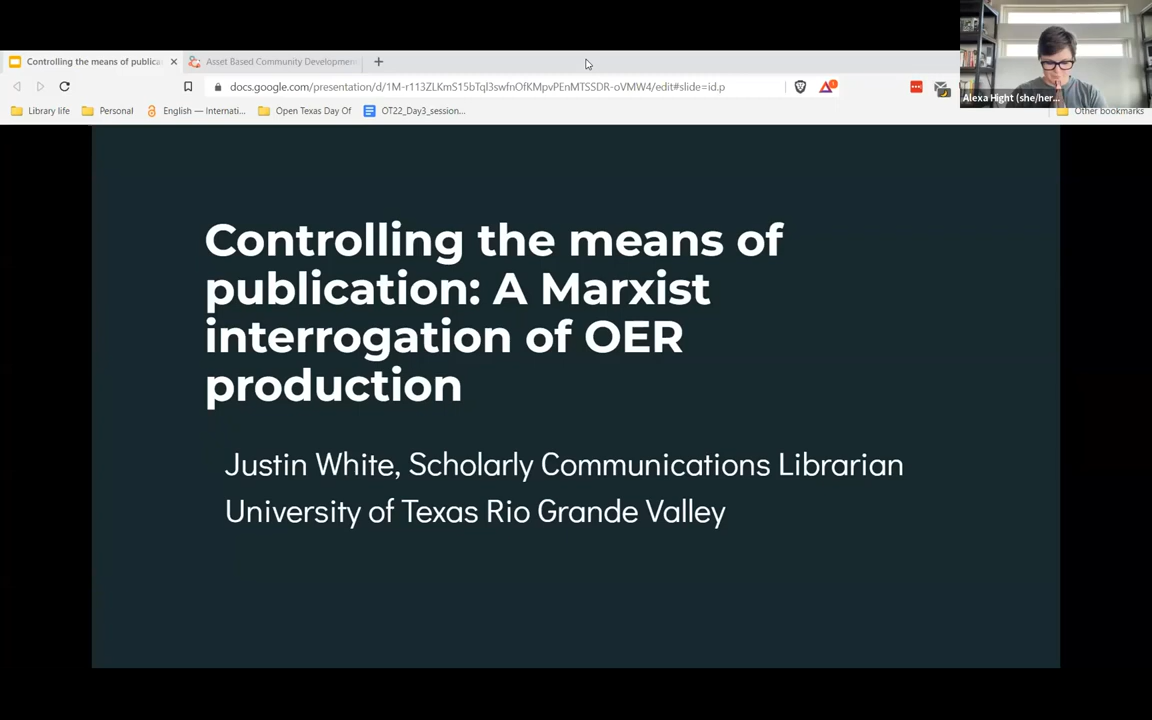 Controlling the means of publica
Asset Based Community Developmen
docs.google.com/presentation/d/1M-r113ZLKmS15bTqI3swfnOfKMpvPEnMTSSDR-oVMW4/edit#slide=id.p
Alexa Hight (she/her...
Library life
Personal
English — Internati...
Open Texas Day Of
OT22_Day3_session...
Other bookmarks
Controlling the means of
publication: A Marxist
interrogation of OER
production
Justin White, Scholarly Communications Librarian
University of Texas Rio Grande Valley